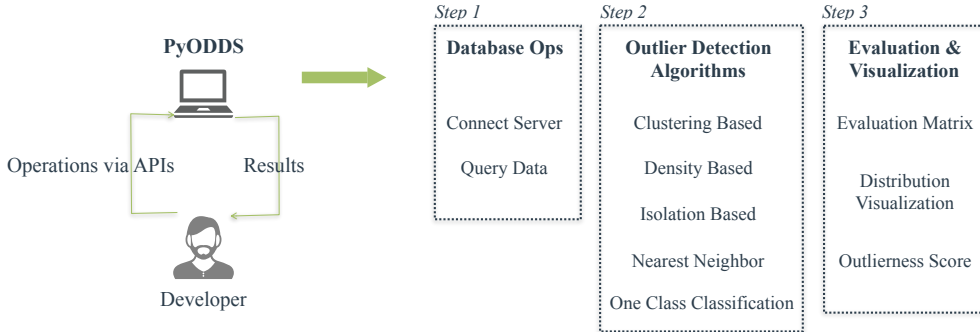 PyODDS
Operations via APIs
Results
Developer
Step 1
Database Ops
Connect Server
Query Data
Step 2
Outlier Detection
Algorithms
Clustering Based
Density Based
Isolation Based
Nearest Neighbor
One Class Classification
Step 3
Evaluation &
Visualization
Evaluation Matrix
Distribution
Visualization
Outlierness Score